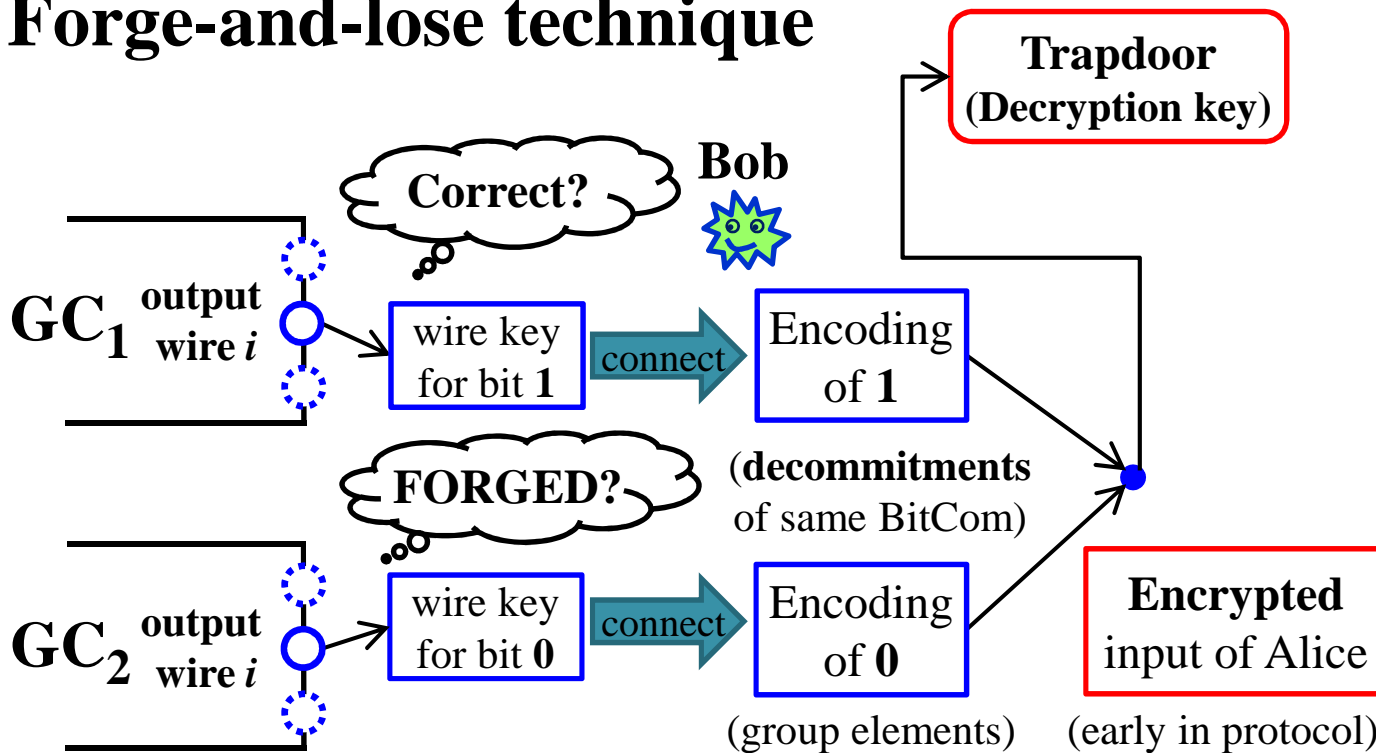 Forge-and-lose technique
Trapdoor
(Decryption key)
Correct?
Bob
GC1
output
wire i
wire key
for bit 1
connect
Encoding
of 1
(decommitments
of same BitCom)
FORGED?
GC2
output
wire i
wire key
for bit 0
connect
Encoding
of 0
(group elements)
Encrypted
input of Alice
(early in protocol)